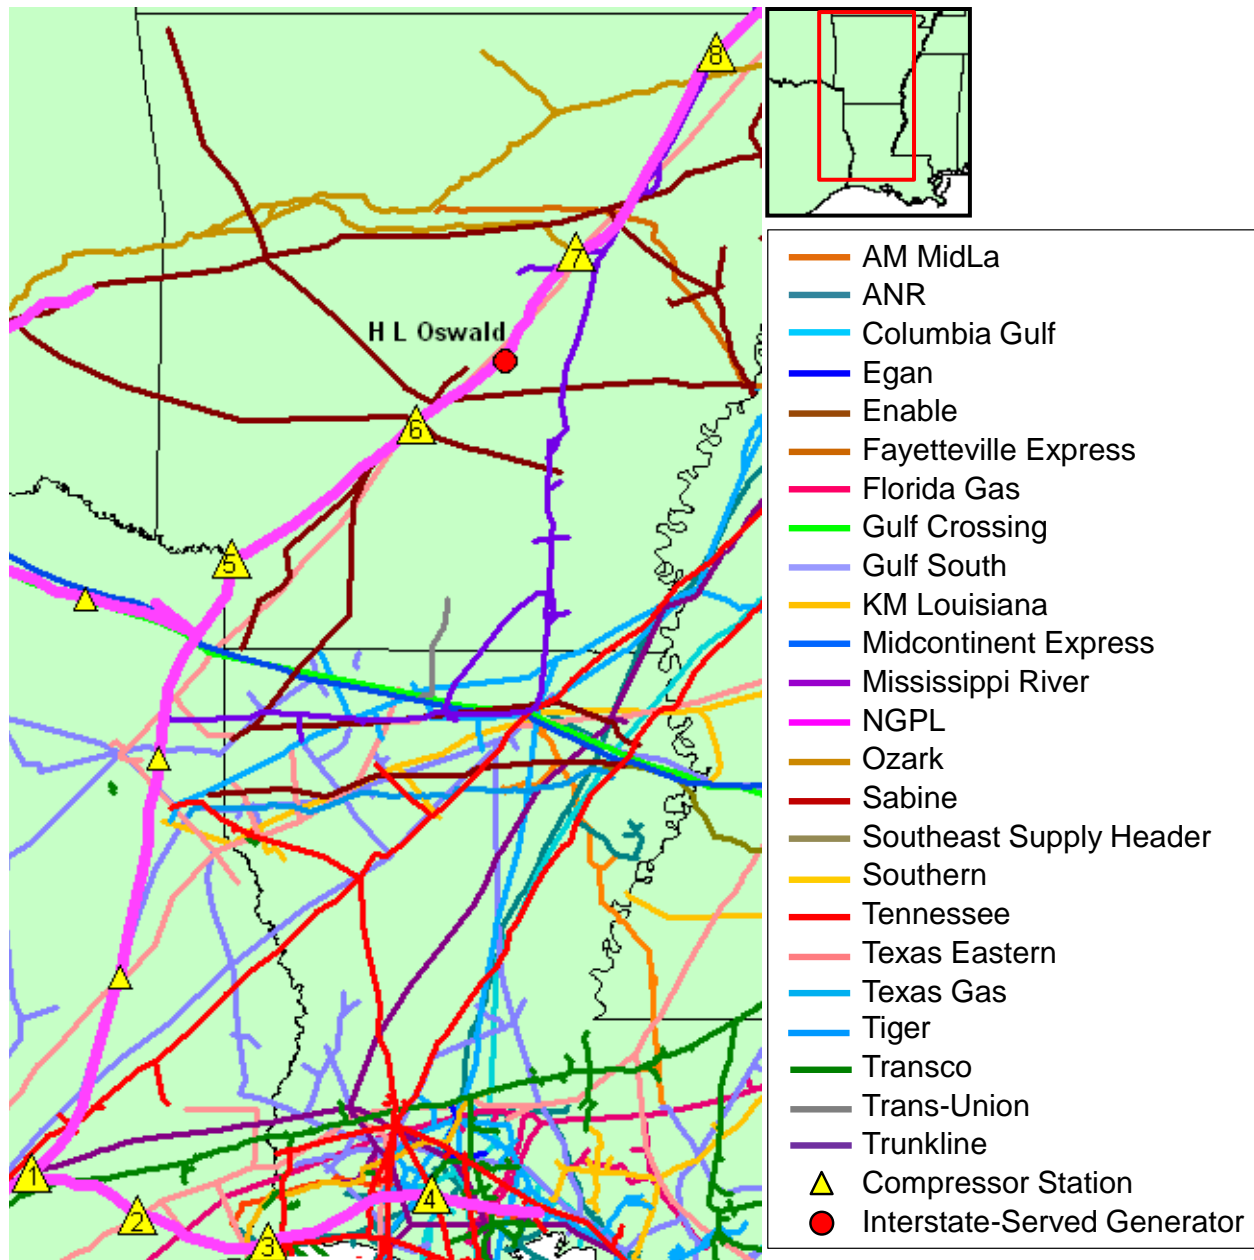 8
7
H L Oswald
6
5
1
2
4
3
AM MidLa
ANR
Columbia Gulf
Egan
Enable
Fayetteville Express
Florida Gas
Gulf Crossing
Gulf South
KM Louisiana
Midcontinent Express
Mississippi River
NGPL
Ozark
Sabine
Southeast Supply Header
Southern
Tennessee
Texas Eastern
Texas Gas
Tiger
Transco
Trans-Union
Trunkline
Compressor Station
Interstate-Served Generator